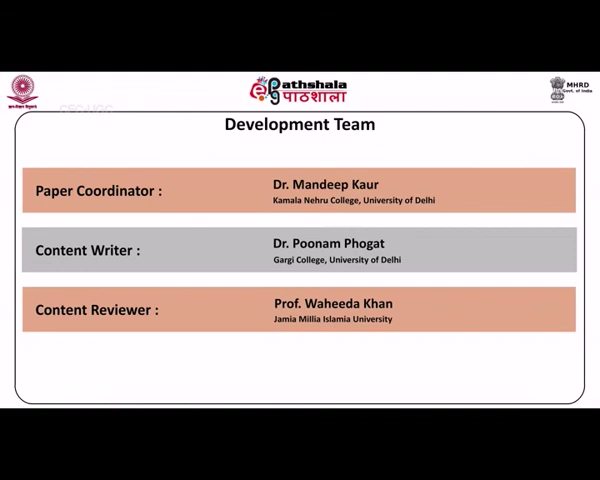 Pathshala
पाठशाला
MHRD
Govt. of India
CEC-UGC
Development Team
Paper Coordinator :
Dr. Mandeep Kaur
Kamala Nehru College, University of Delhi
Content Writer :
Dr. Poonam Phogat
Gargi College, University of Delhi
Content Reviewer :
Prof. Waheeda Khan
Jamia Millia Islamia University